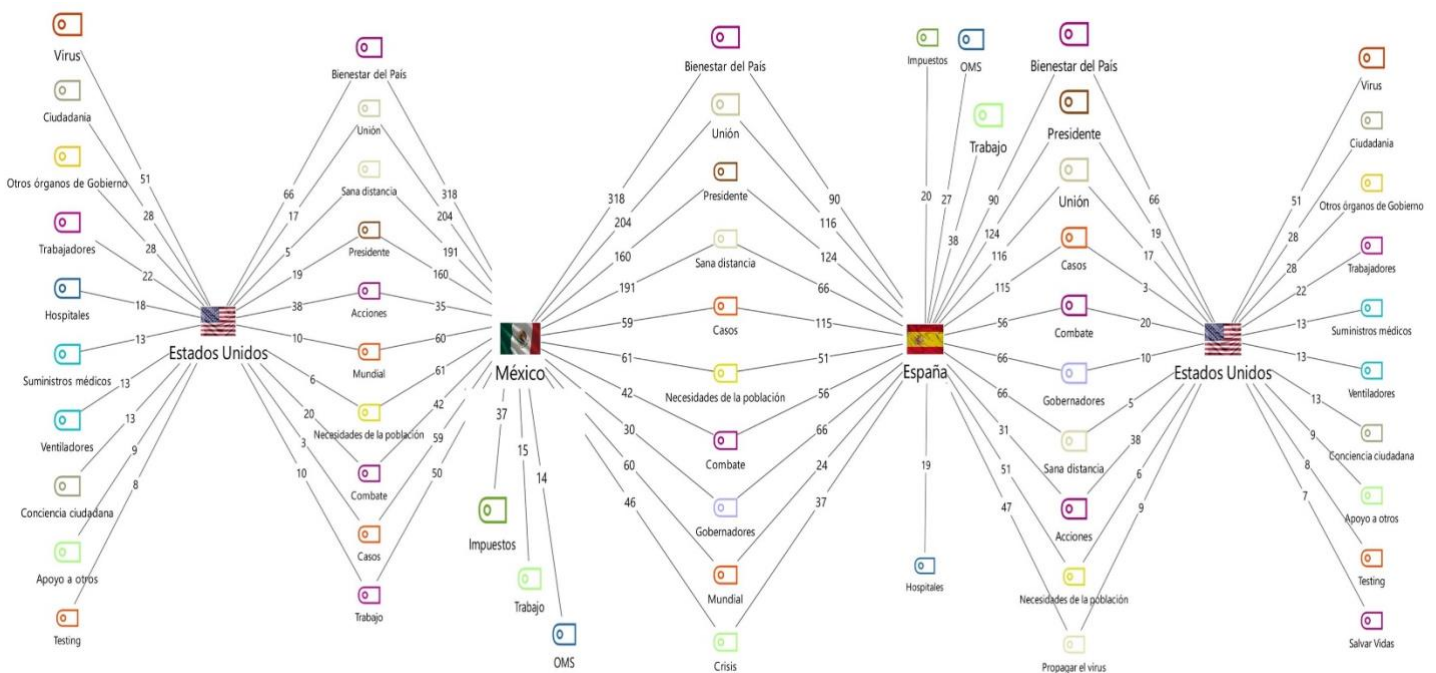 Virus
51
Ciudadanía
28
Otros órganos de Gobierno
28
Trabajadores
22
Hospitales
18
Suministros médicos
13
Ventiladores
13
Conciencia ciudadana
13
Apoyo a otros
9
Testing
8
Estados Unidos
Bienestar del País
66
318
Unión
17
204
Sana distancia
5
191
Presidente
19
160
Acciones
38
35
Mundial
10
60
Necesidades de la población
6
61
Combate
20
42
Casos
3
59
Trabajo
10
50
México
37
Impuestos
15
Trabajo
14
OMS
Bienestar del País
318
90
Unión
204
116
Presidente
160
124
Sana distancia
191
66
Casos
59
115
Necesidades de la población
61
51
Combate
42
56
Gobernadores
30
66
Mundial
60
24
Crisis
46
37
España
Impuestos
20
OMS
27
Trabajo
38
Hospitales
19
Bienestar del País
90
66
Presidente
124
19
Unión
116
17
Casos
115
3
Combate
56
20
Gobernadores
66
10
Sana distancia
66
5
Acciones
31
38
Necesidades de la población
51
6
Propagar el virus
47
9
Estados Unidos
Virus
51
Ciudadanía
28
Otros órganos de Gobierno
28
Trabajadores
22
Suministros médicos
13
Ventiladores
13
Conciencia ciudadana
13
Apoyo a otros
9
Testing
8
Salvar Vidas
7